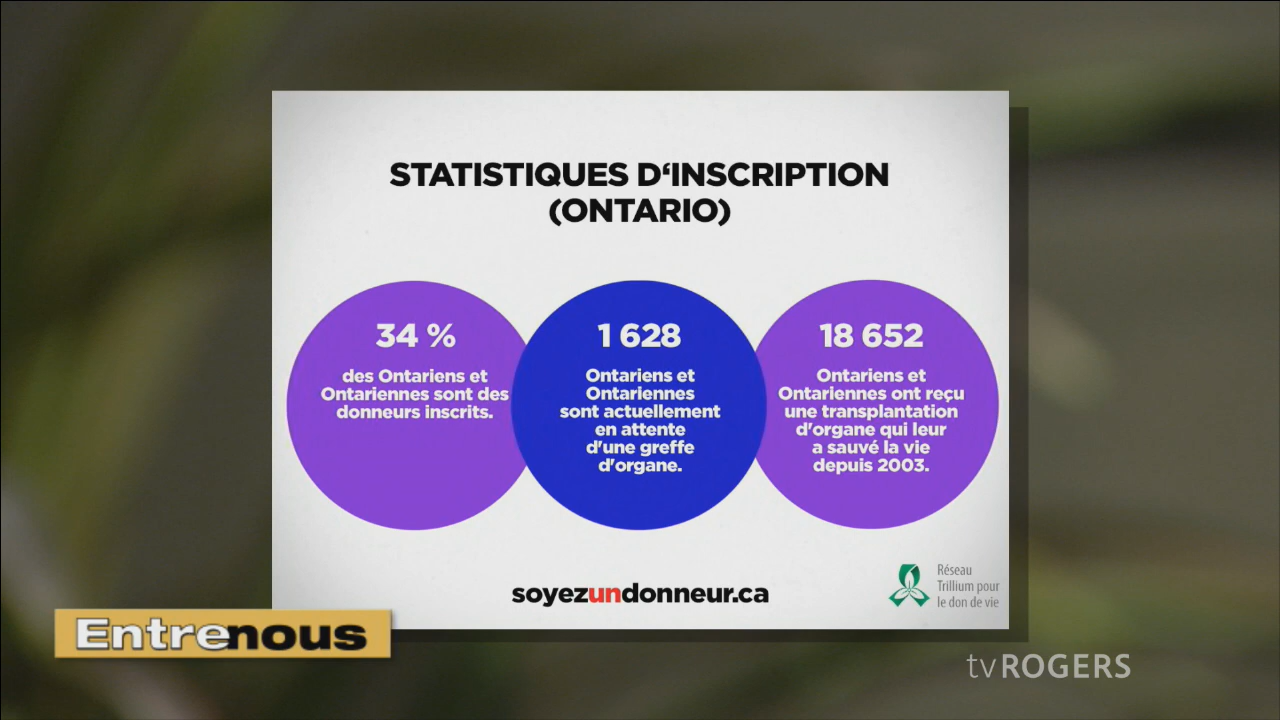 STATISTIQUES D‘INSCRIPTION
(ONTARIO)
34 %
des Ontariens et
Ontariennes sont des
donneurs inscrits.
1 628
Ontariens et
Ontariennes
sont actuellement
en attente
d'une greffe
d'organe.
18 652
Ontariens et
Ontariennes ont reçu
une transplantation
d'organe qui leur
a sauvé la vie
depuis 2003.
soyezundonneur.ca
Réseau
Trillium pour
le don de vie
Entrenous
tvROGERS